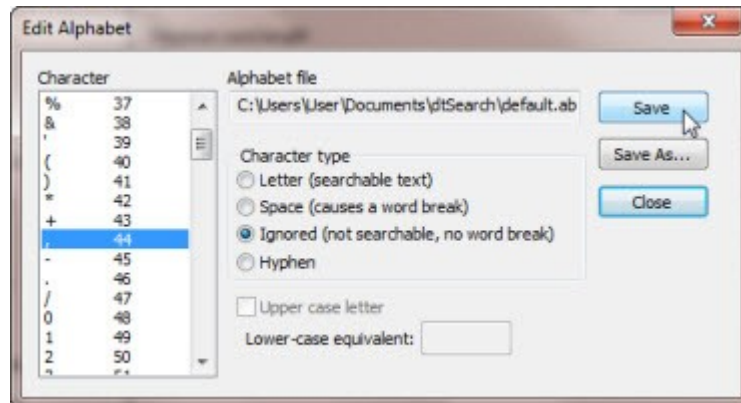 Edit Alphabet
Character
% 37
& 38
' 39
( 40
) 41
* 42
+ 43
, 44
- 45
. 46
/ 47
0 48
1 49
2 50
Alphabet file
C:\Users\User\Documents\dtSearch\default.ab
Character type
Letter (searchable text)
Space (causes a word break)
Ignored (not searchable, no word break)
Hyphen
Upper case letter
Lower-case equivalent:
Save
Save As...
Close